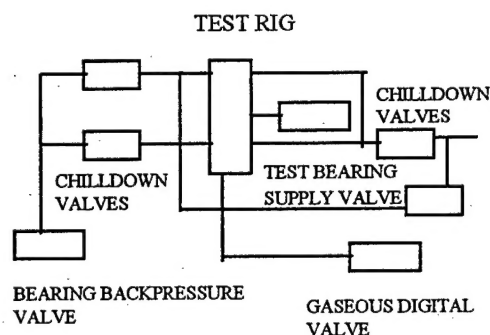 TEST RIG
CHILLDOWN
VALVES
CHILLDOWN
VALVES
TEST BEARING
SUPPLY VALVE
BEARING BACKPRESSURE
VALVE
GASEOUS DIGITAL
VALVE